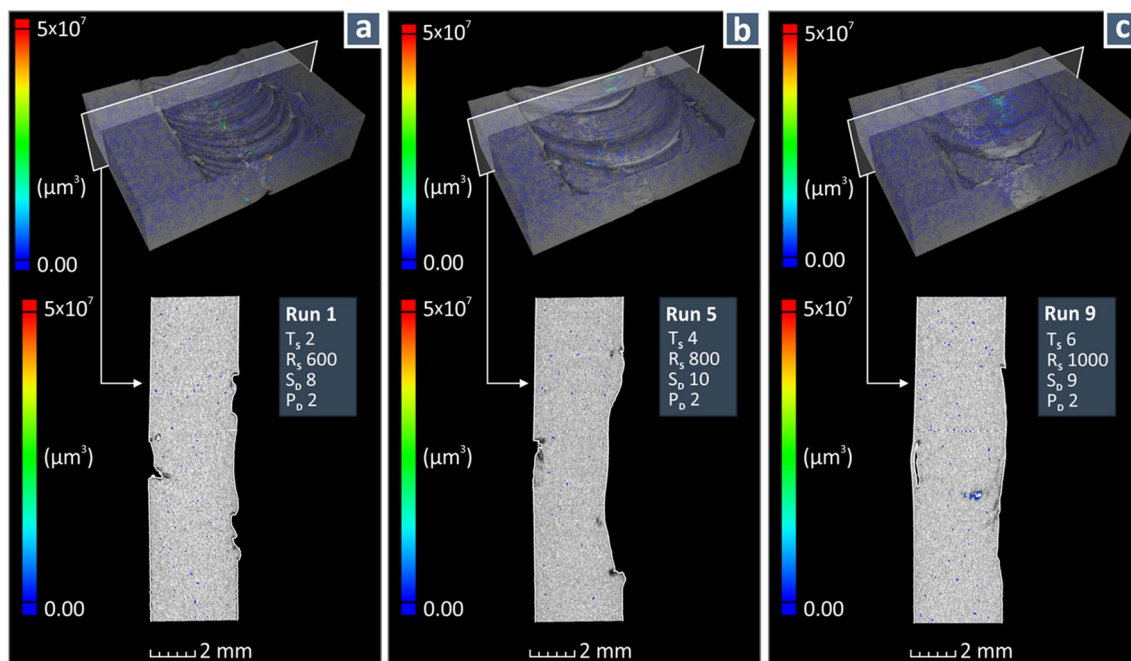 a
5x10⁷
(µm³)
0.00
5x10⁷
(µm³)
0.00
Run 1
Tₛ 2
Rₛ 600
S_D 8
P_D 2
2 mm
b
5x10⁷
(µm³)
0.00
5x10⁷
(µm³)
0.00
Run 5
Tₛ 4
Rₛ 800
S_D 10
P_D 2
2 mm
c
5x10⁷
(µm³)
0.00
5x10⁷
(µm³)
0.00
Run 9
Tₛ 6
Rₛ 1000
S_D 9
P_D 2
2 mm